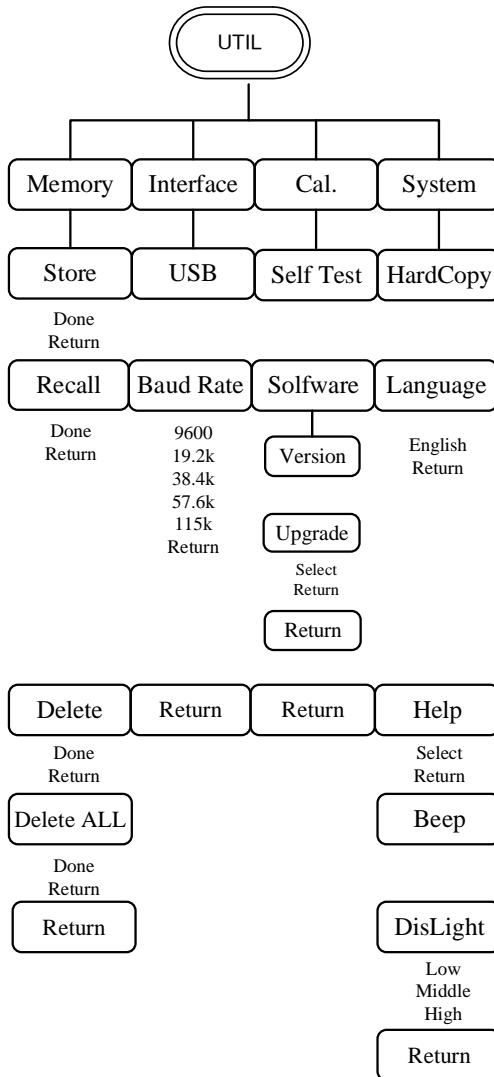 UTIL
Memory Interface Cal. System
Store USB Self Test HardCopy
Done
Return
Recall Baud Rate Solfware Language
Done
Return
9600
19.2k
38.4k
57.6k
115k
Return
Version
Upgrade
Select
Return
Return
English
Return
Delete Return Return Help
Done
Return
Select
Return
Delete ALL Beep
Done
Return
Return DisLight
Low
Middle
High
Return